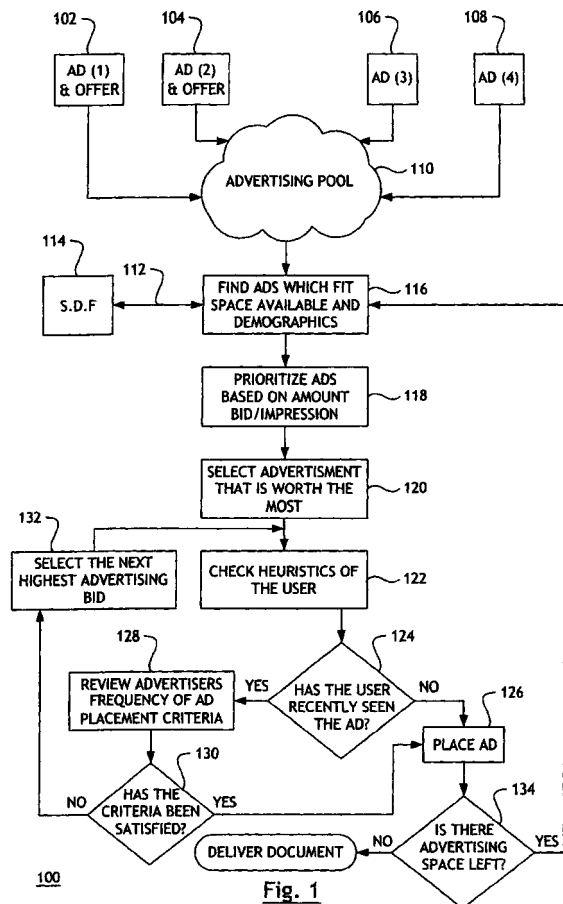 102
104
106
108
AD (1)
& OFFER
AD (2)
& OFFER
AD (3)
AD (4)
ADVERTISING POOL
110
114
112
S.D.F
FIND ADS WHICH FIT
SPACE AVAILABLE AND
DEMOGRAPHICS
116
PRIORITIZE ADS
BASED ON AMOUNT
BID/IMPRESSION
118
SELECT ADVERTISMENT
THAT IS WORTH THE
MOST
120
132
SELECT THE NEXT
HIGHEST ADVERTISING
BID
CHECK HEURISTICS OF
THE USER
122
128
124
REVIEW ADVERTISERS
FREQUENCY OF AD
PLACEMENT CRITERIA
YES
HAS THE USER
RECENTLY SEEN
THE AD?
NO
126
PLACE AD
130
NO
HAS THE
CRITERIA BEEN
SATISFIED?
YES
134
DELIVER DOCUMENT
NO
IS THERE
ADVERTISING
SPACE LEFT?
YES
100
Fig. 1